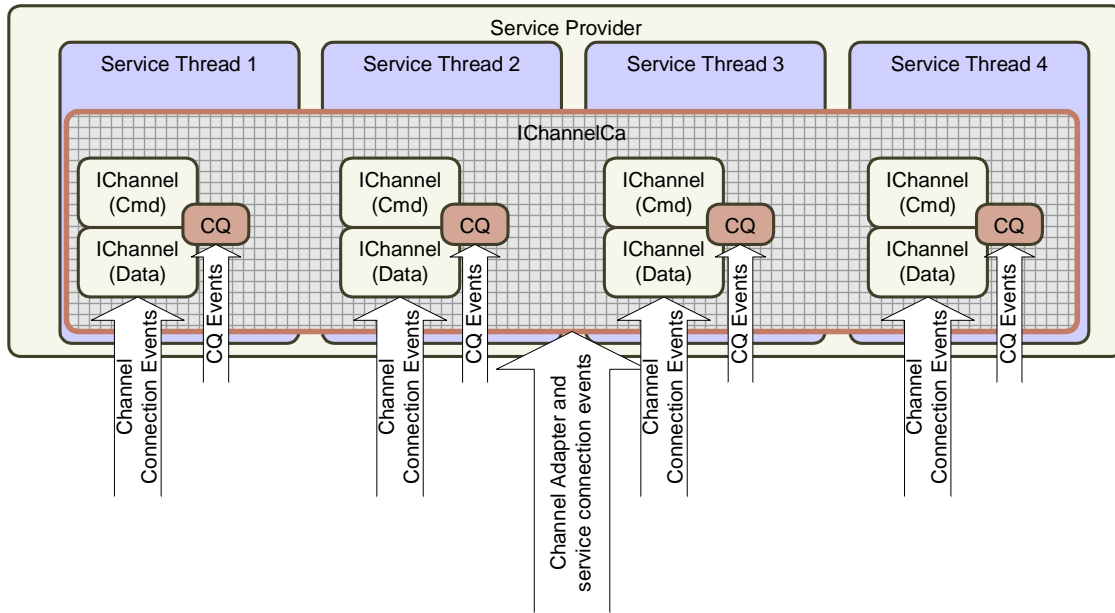 Service Provider
Service Thread 1
Service Thread 2
Service Thread 3
Service Thread 4
IChannelCa
IChannel
(Cmd)
IChannel
(Data)
CQ
IChannel
(Cmd)
IChannel
(Data)
CQ
IChannel
(Cmd)
IChannel
(Data)
CQ
IChannel
(Cmd)
IChannel
(Data)
CQ
Channel
Connection Events
CQ Events
Channel
Connection Events
CQ Events
Channel Adapter and
service connection events
Channel
Connection Events
CQ Events
Channel
Connection Events
CQ Events